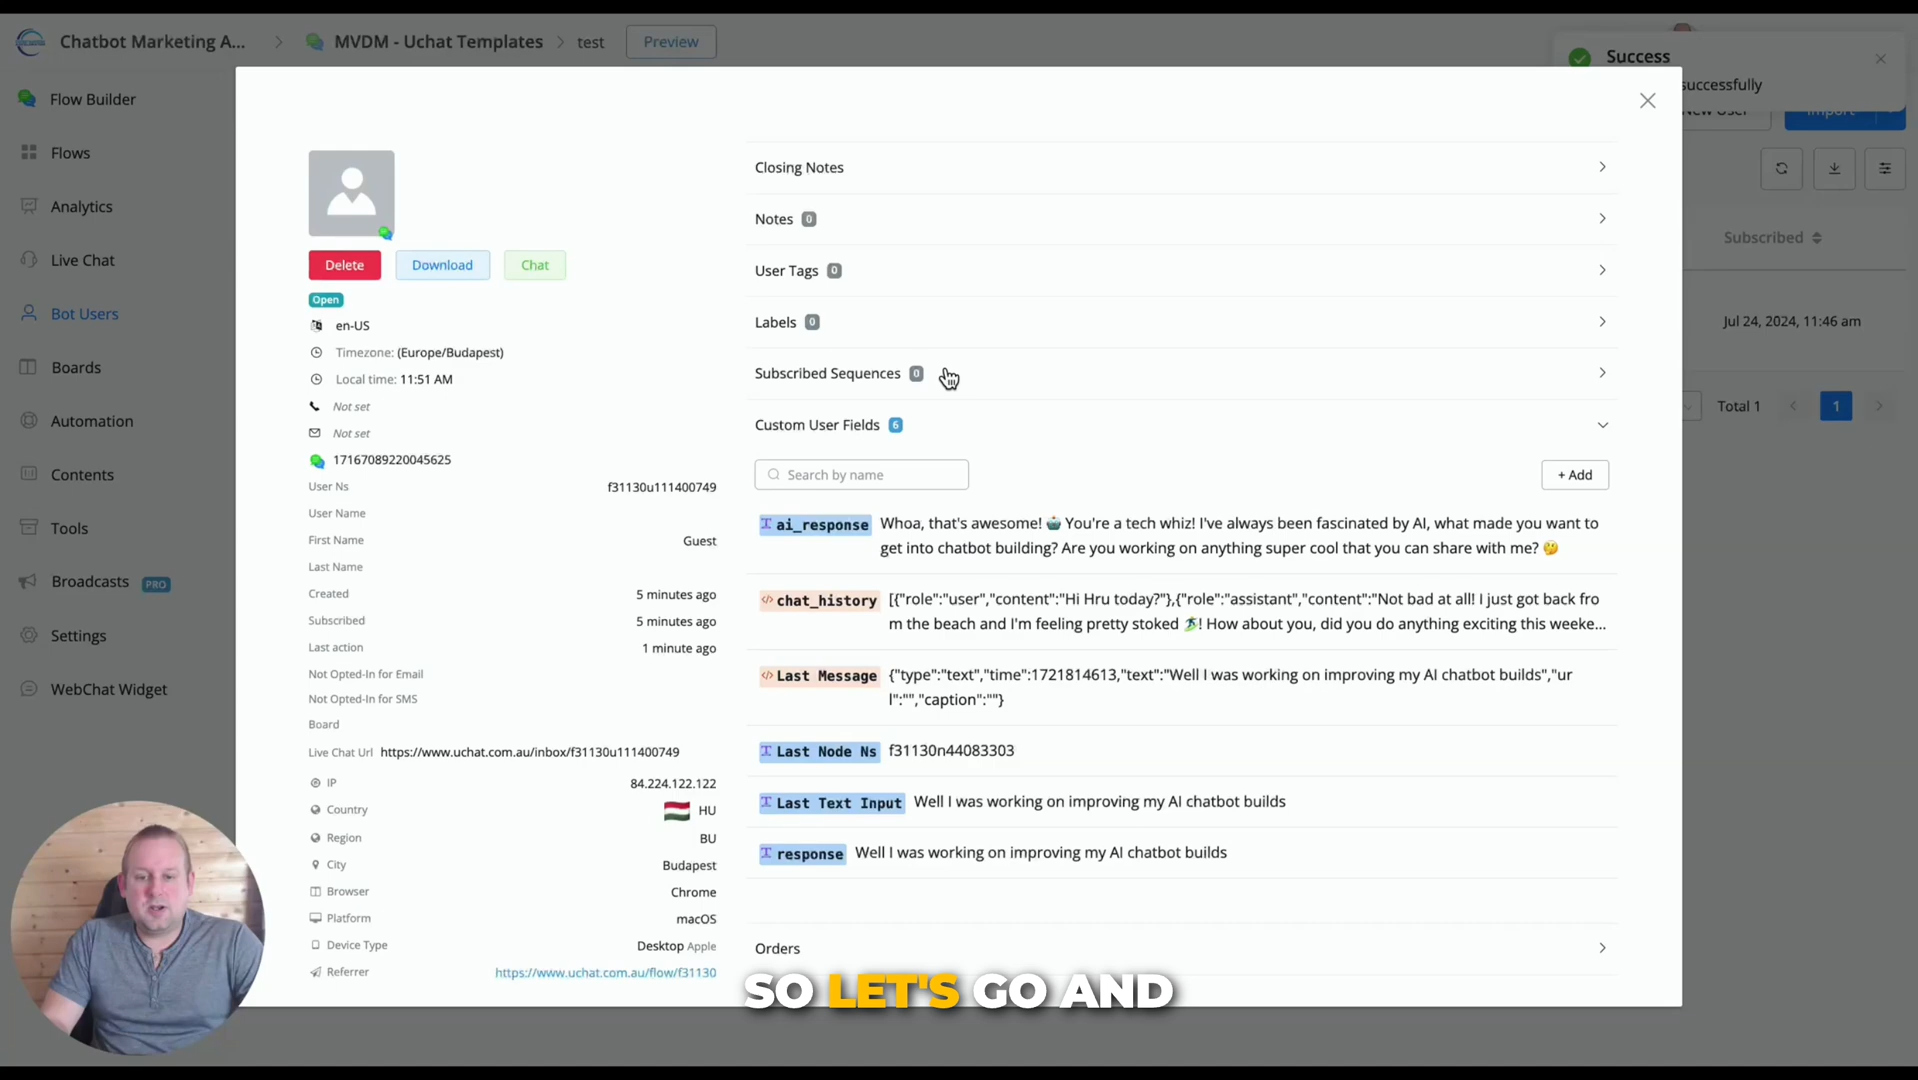 Chatbot Marketing A... > MVDM - Uchat Templates > test Preview
Success
successfully
Flow Builder
Flows
Analytics
Live Chat
Bot Users
Boards
Automation
Contents
Tools
Broadcasts PRO
Settings
WebChat Widget
Delete Download Chat
Open
en-US
Timezone: (Europe/Budapest)
Local time: 11:51 AM
Not set
Not set
17167089220045625
User Ns f31130u111400749
User Name
First Name Guest
Last Name
Created 5 minutes ago
Subscribed 5 minutes ago
Last action 1 minute ago
Not Opted-In for Email
Not Opted-In for SMS
Board
Live Chat Url https://www.uchat.com.au/inbox/f31130u111400749
IP 84.224.122.122
Country HU
Region BU
City Budapest
Browser Chrome
Platform macOS
Device Type Desktop Apple
Referrer https://www.uchat.com.au/flow/f31130
Closing Notes
Notes 0
User Tags 0
Labels 0
Subscribed Sequences 0
Custom User Fields 6
Search by name + Add
ai_response Whoa, that's awesome! 🤖 You're a tech whiz! I've always been fascinated by AI, what made you want to
get into chatbot building? Are you working on anything super cool that you can share with me? 🤔
chat_history [{"role":"user","content":"Hi Hru today?"},{"role":"assistant","content":"Not bad at all! I just got back fro
m the beach and I'm feeling pretty stoked 🏄! How about you, did you do anything exciting this weeke...
Last Message {"type":"text","time":1721814613,"text":"Well I was working on improving my AI chatbot builds","ur
l":"","caption":""}
Last Node Ns f31130n44083303
Last Text Input Well I was working on improving my AI chatbot builds
response Well I was working on improving my AI chatbot builds
Orders
New User Import
Subscribed
Jul 24, 2024, 11:46 am
Total 1 < 1 >
SO LET'S GO AND